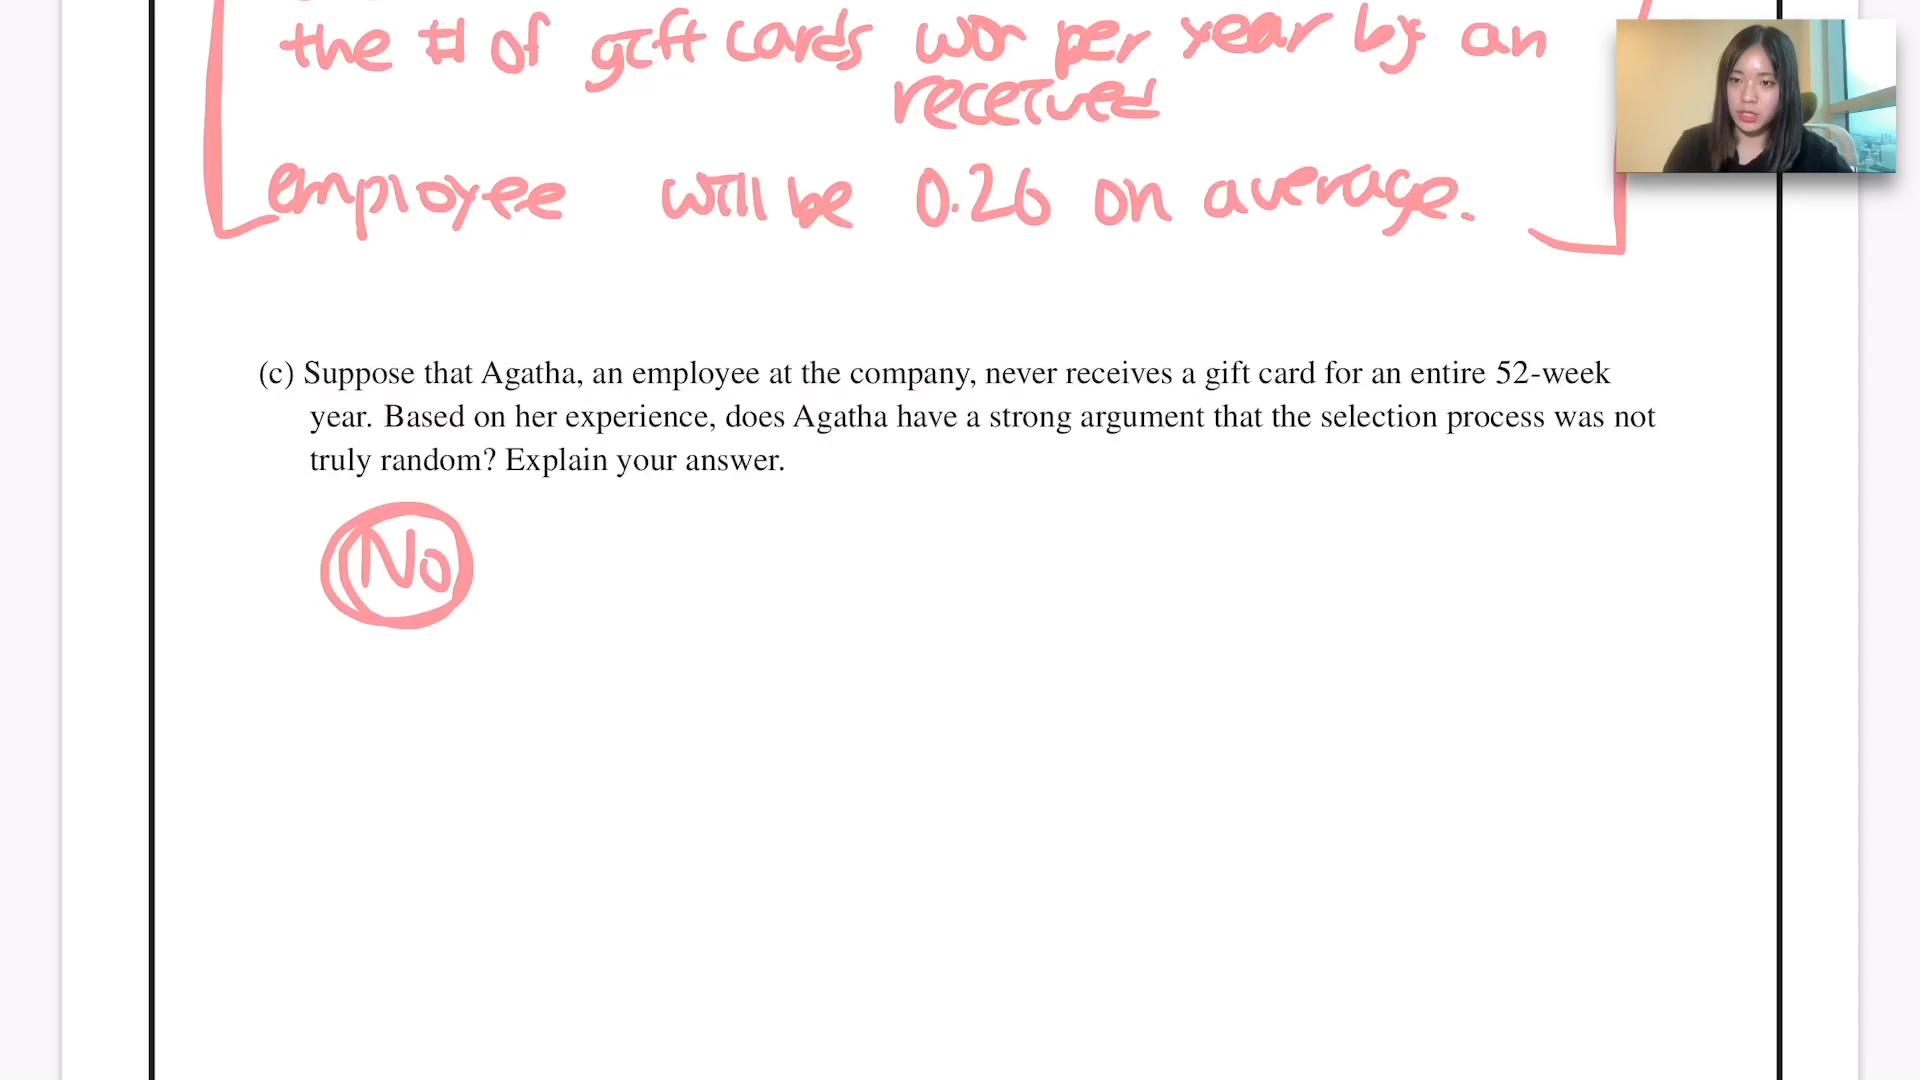 the # of gift cards wor per year by an
received
employee will be 0.26 on average.
(c) Suppose that Agatha, an employee at the company, never receives a gift card for an entire 52-week
year. Based on her experience, does Agatha have a strong argument that the selection process was not
truly random? Explain your answer.
No